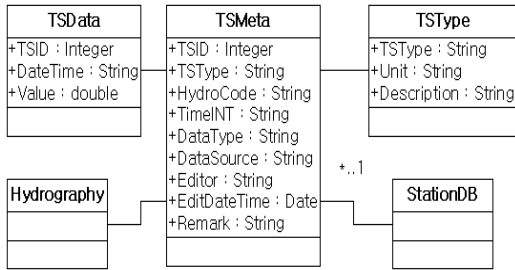 TSData
+TSID : Integer
+DateTime : String
+Value : double
TSMeta
+TSID : Integer
+TSType : String
+HydroCode : String
+TimeINT : String
+DataType : String
+DataSource : String
+Editor : String
+EditDateTime : Date
+Remark : String
TSType
+TSType : String
+Unit : String
+Description : String
Hydrography
*..1
StationDB